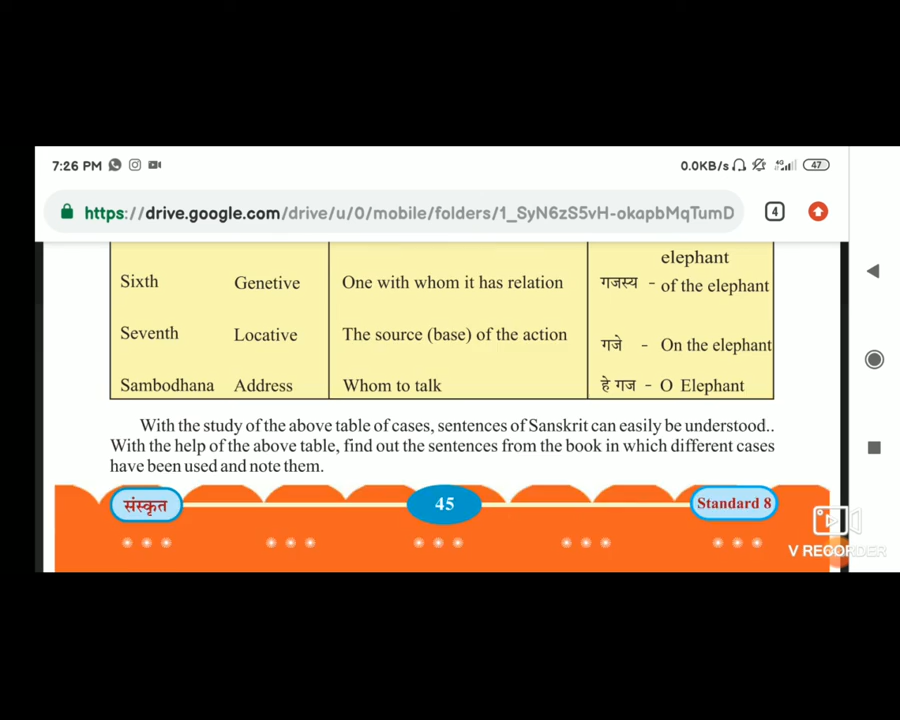 7:26 PM 0.0KB/s 4G 47
https://drive.google.com/drive/u/0/mobile/folders/1_SyN6zS5vH-okapbMqTumD 4
elephant
Sixth Genetive One with whom it has relation गजस्य - of the elephant
Seventh Locative The source (base) of the action गजे - On the elephant
Sambodhana Address Whom to talk हे गज - O Elephant
With the study of the above table of cases, sentences of Sanskrit can easily be understood..
With the help of the above table, find out the sentences from the book in which different cases
have been used and note them.
संस्कृत 45 Standard 8
V RECORDER